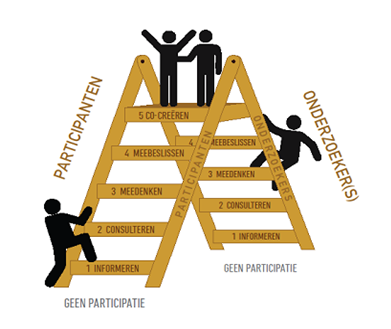 PARTICIPANTEN
ONDERZOEKER(S)
5 CO-CREËREN
4 MEEBESLISSEN
3 MEEDENKEN
2 CONSULTEREN
1 INFORMEREN
GEEN PARTICIPATIE
PARTICIPANTEN
ONDERZOEKERS
4 MEEBESLISSEN
3 MEEDENKEN
2 CONSULTEREN
1 INFORMEREN
GEEN PARTICIPATIE